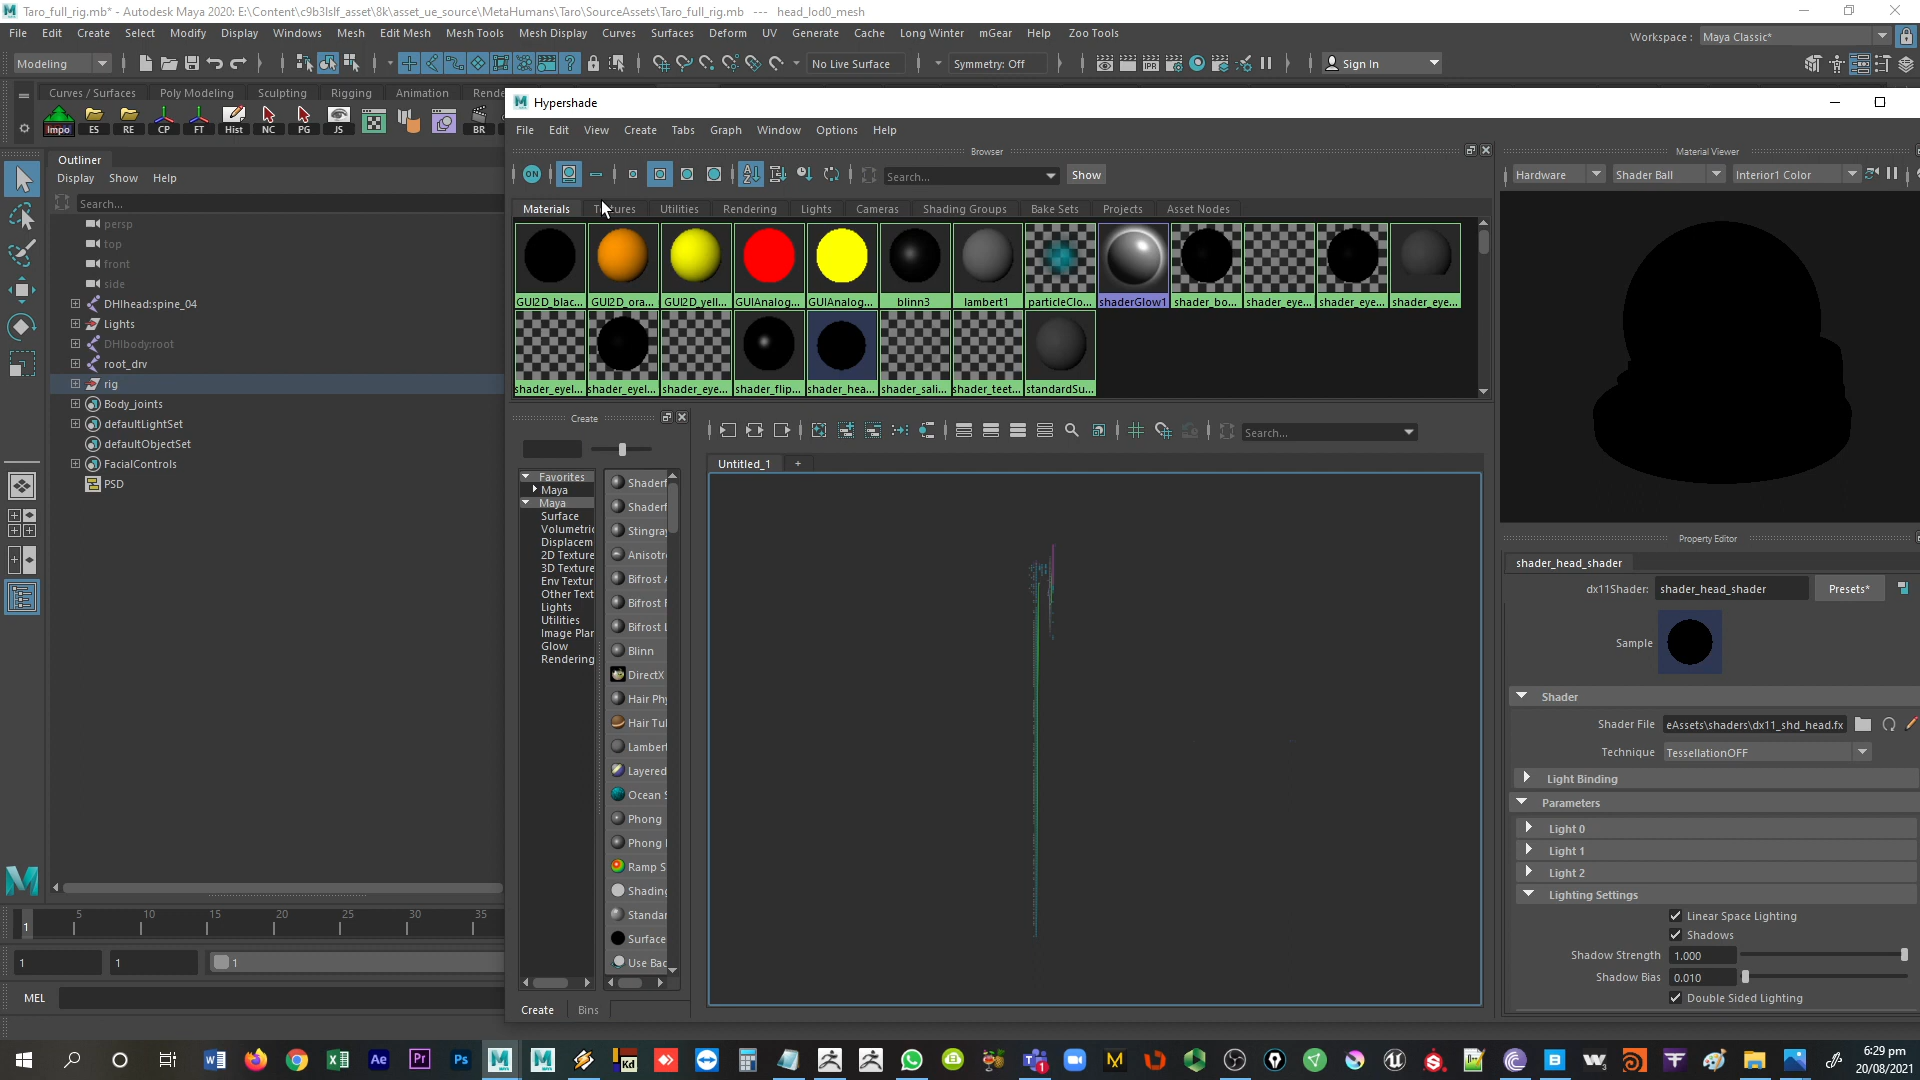 Taro_full_rig.mb* - Autodesk Maya 2020: E:\Content\c9b3lslf_asset\8k\asset_ue_source\MetaHumans\Taro\SourceAssets\Taro_full_rig.mb --- head_lod0_mesh
File Edit Create Select Modify Display Windows Mesh Edit Mesh Mesh Tools Mesh Display Curves Surfaces Deform UV Generate Cache Long Winter mGear Help Zoo Tools
Workspace : Maya Classic*
Modeling
No Live Surface
Symmetry: Off
Sign In
Curves / Surfaces Poly Modeling Sculpting Rigging Animation Rende
Impo ES RE CP FT Hist NC PG JS BR
Hypershade
File Edit View Create Tabs Graph Window Options Help
Browser
ON
Search...
Show
Materials Textures Utilities Rendering Lights Cameras Shading Groups Bake Sets Projects Asset Nodes
GUI2D_blac... GUI2D_ora... GUI2D_yell... GUIAnalog... GUIAnalog... blinn3 lambert1 particleClo... shaderGlow1 shader_bo... shader_eye... shader_eye... shader_eye...
shader_eyel... shader_eyel... shader_eye... shader_flip... shader_hea... shader_sali... shader_teet... standardSu...
Outliner
Display Show Help
Search...
persp
top
front
side
DHIhead:spine_04
Lights
DHIbody:root
root_drv
rig
Body_joints
defaultLightSet
defaultObjectSet
FacialControls
PSD
Create
Favorites
Maya
Maya
Surface
Volumetric
Displacem
2D Texture
3D Texture
Env Textur
Other Text
Lights
Utilities
Image Plan
Glow
Rendering
Shaderf
Shaderf
Stingray
Anisotr
Bifrost A
Bifrost F
Bifrost L
Blinn
DirectX
Hair Phy
Hair Tul
Lambert
Layered
Ocean S
Phong
Phong
Ramp S
Shading
Standar
Surface
Use Bac
Create Bins
Search...
Untitled_1 +
Material Viewer
Hardware Shader Ball Interior1 Color
Property Editor
shader_head_shader
dx11Shader: shader_head_shader Presets*
Sample
Shader
Shader File eAssets\shaders\dx11_shd_head.fx
Technique TessellationOFF
Light Binding
Parameters
Light 0
Light 1
Light 2
Lighting Settings
Linear Space Lighting
Shadows
Shadow Strength 1.000
Shadow Bias 0.010
Double Sided Lighting
1 5 10 15 20 25 30 35
1 1 1
MEL
6:29 pm
20/08/2021